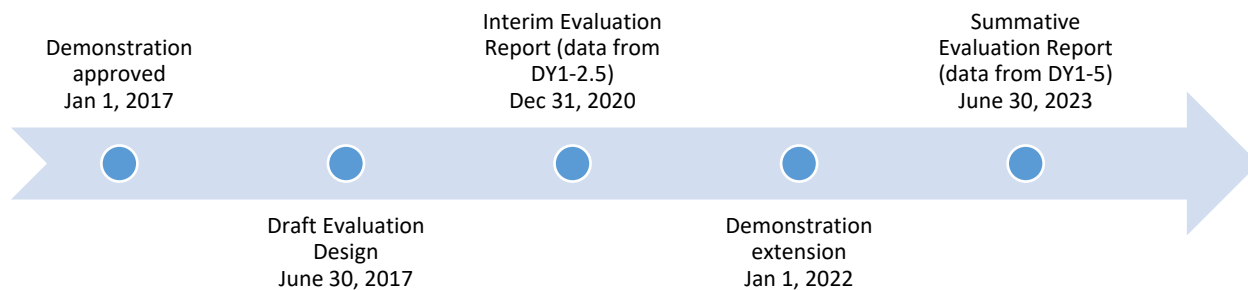 Demonstration
approved
Jan 1, 2017
Draft Evaluation
Design
June 30, 2017
Interim Evaluation
Report (data from
DY1-2.5)
Dec 31, 2020
Demonstration
extension
Jan 1, 2022
Summative
Evaluation Report
(data from DY1-5)
June 30, 2023